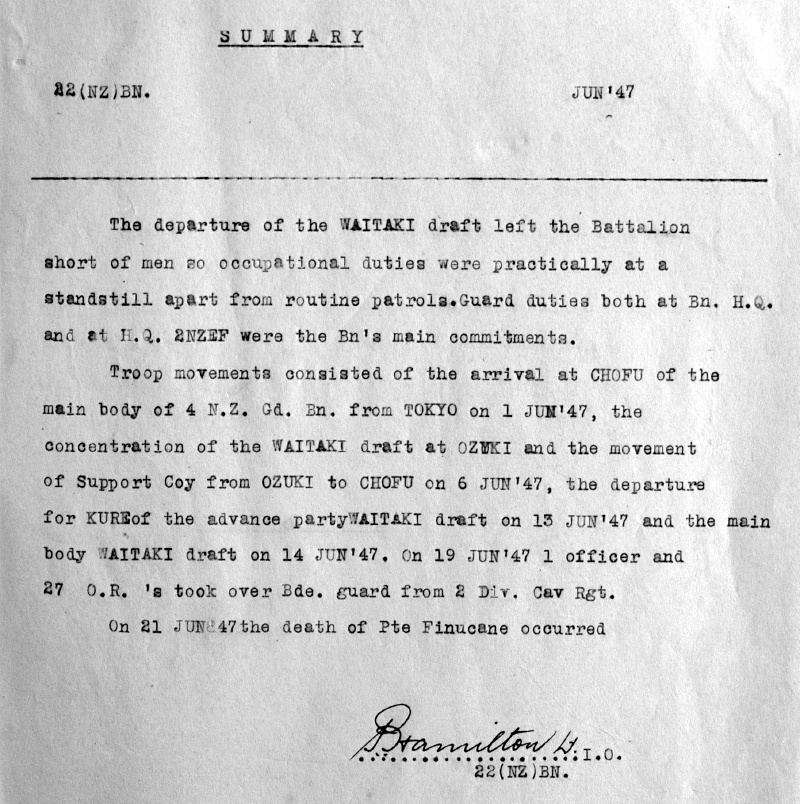 SUMMARY
22(NZ)BN. JUN'47
The departure of the WAITAKI draft left the Battalion
short of men so occupational duties were practically at a
standstill apart from routine patrols.Guard duties both at Bn. H.Q.
and at H.Q. 2NZEF were the Bn's main commitments.
Troop movements consisted of the arrival at CHOFU of the
main body of 4 N.Z. Gd. Bn. from TOKYO on 1 JUN'47, the
concentration of the WAITAKI draft at OZUKI and the movement
of Support Coy from OZUKI to CHOFU on 6 JUN'47, the departure
for KUREof the advance partyWAITAKI draft on 13 JUN'47 and the main
body WAITAKI draft on 14 JUN'47. On 19 JUN'47 1 officer and
27 O.R. 's took over Bde. guard from 2 Div. Cav Rgt.
On 21 JUN'47the death of Pte Finucane occurred
I.O.
22(NZ)BN.